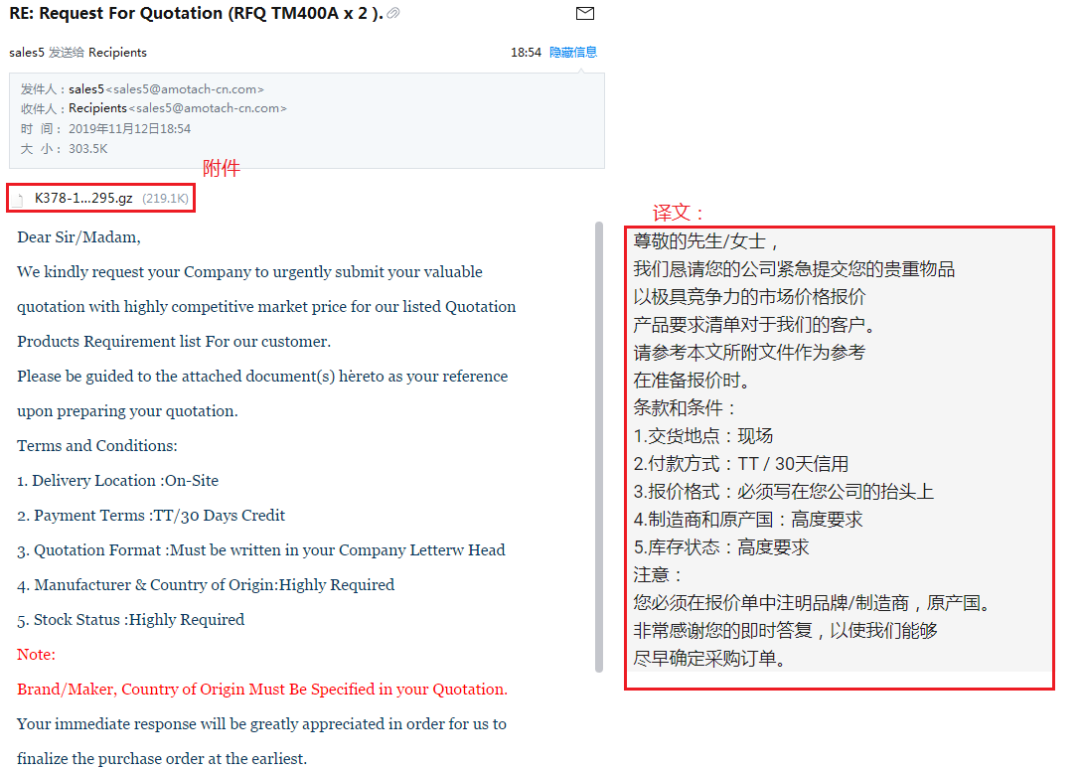 RE: Request For Quotation (RFQ TM400A x 2 ).
sales5 发送给 Recipients
18:54 隐藏信息
发件人：sales5<sales5@amotach-cn.com>
收件人：Recipients<sales5@amotach-cn.com>
时 间： 2019年11月12日18:54
大 小： 303.5K
附件
K378-1...295.gz (219.1K)
Dear Sir/Madam,
We kindly request your Company to urgently submit your valuable
quotation with highly competitive market price for our listed Quotation
Products Requirement list For our customer.
Please be guided to the attached document(s) hereto as your reference
upon preparing your quotation.
Terms and Conditions:
1. Delivery Location :On-Site
2. Payment Terms :TT/30 Days Credit
3. Quotation Format :Must be written in your Company Letterw Head
4. Manufacturer & Country of Origin:Highly Required
5. Stock Status :Highly Required
Note:
Brand/Maker, Country of Origin Must Be Specified in your Quotation.
Your immediate response will be greatly appreciated in order for us to
finalize the purchase order at the earliest.
译文：
尊敬的先生/女士，
我们恳请您的公司紧急提交您的贵重物品
以极具竞争力的市场价格报价
产品要求清单对于我们的客户。
请参考本文所附文件作为参考
在准备报价时。
条款和条件：
1.交货地点：现场
2.付款方式：TT / 30天信用
3.报价格式：必须写在您公司的抬头上
4.制造商和原产国：高度要求
5.库存状态：高度要求
注意：
您必须在报价单中注明品牌/制造商，原产国。
非常感谢您的即时答复，以使我们能够
尽早确定采购订单。